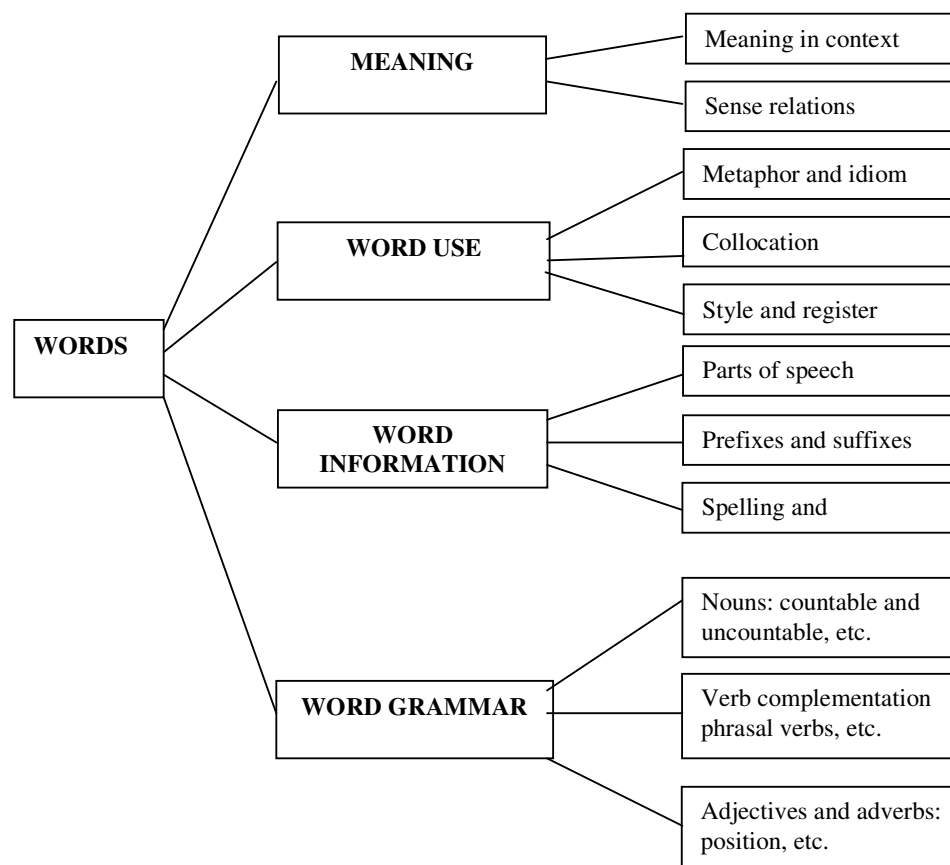 WORDS
MEANING
Meaning in context
Sense relations
WORD USE
Metaphor and idiom
Collocation
Style and register
WORD
INFORMATION
Parts of speech
Prefixes and suffixes
Spelling and
WORD GRAMMAR
Nouns: countable and
uncountable, etc.
Verb complementation
phrasal verbs, etc.
Adjectives and adverbs:
position, etc.